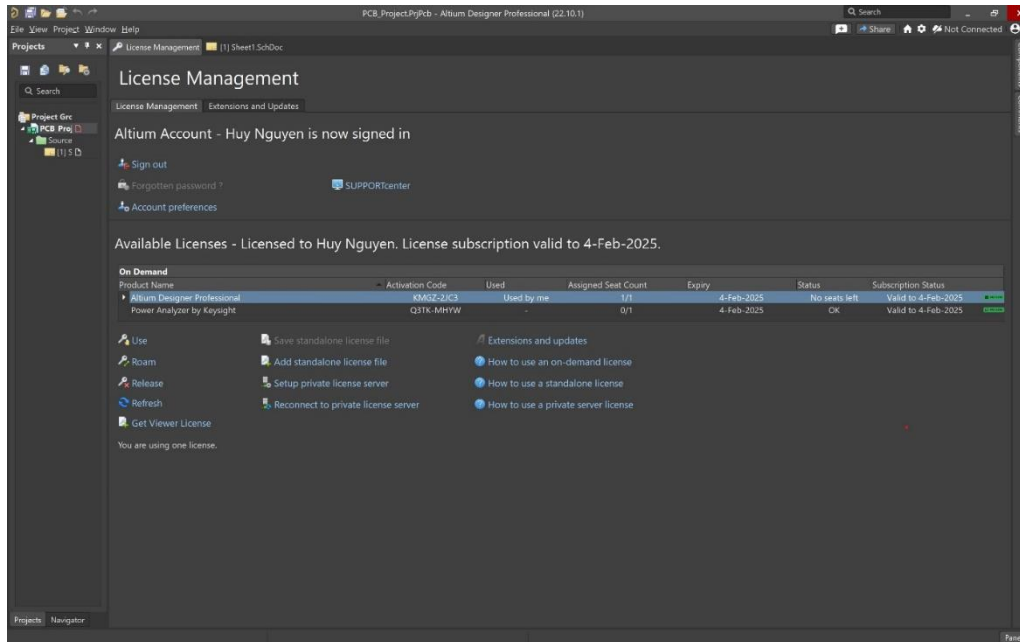 PCB_Project.PrjPcb - Altium Designer Professional (22.10.1)
Search
File View Project Window Help
Share
Not Connected
Projects
License Management
[1] Sheet1.SchDoc
Search
License Management
License Management Extensions and Updates
Project Grc
PCB_Proj
Source
[1] S
Altium Account - Huy Nguyen is now signed in
Sign out
Forgotten password ? SUPPORTcenter
Account preferences
Available Licenses - Licensed to Huy Nguyen. License subscription valid to 4-Feb-2025.
On Demand
Product Name Activation Code Used Assigned Seat Count Expiry Status Subscription Status
Altium Designer Professional KMGZ-2JC3 Used by me 1/1 4-Feb-2025 No seats left Valid to 4-Feb-2025
Power Analyzer by Keysight Q3TK-MHYW - 0/1 4-Feb-2025 OK Valid to 4-Feb-2025
Use Save standalone license file Extensions and updates
Roam Add standalone license file How to use an on-demand license
Release Setup private license server How to use a standalone license
Refresh Reconnect to private license server How to use a private server license
Get Viewer License
You are using one license.
Projects Navigator
Pane